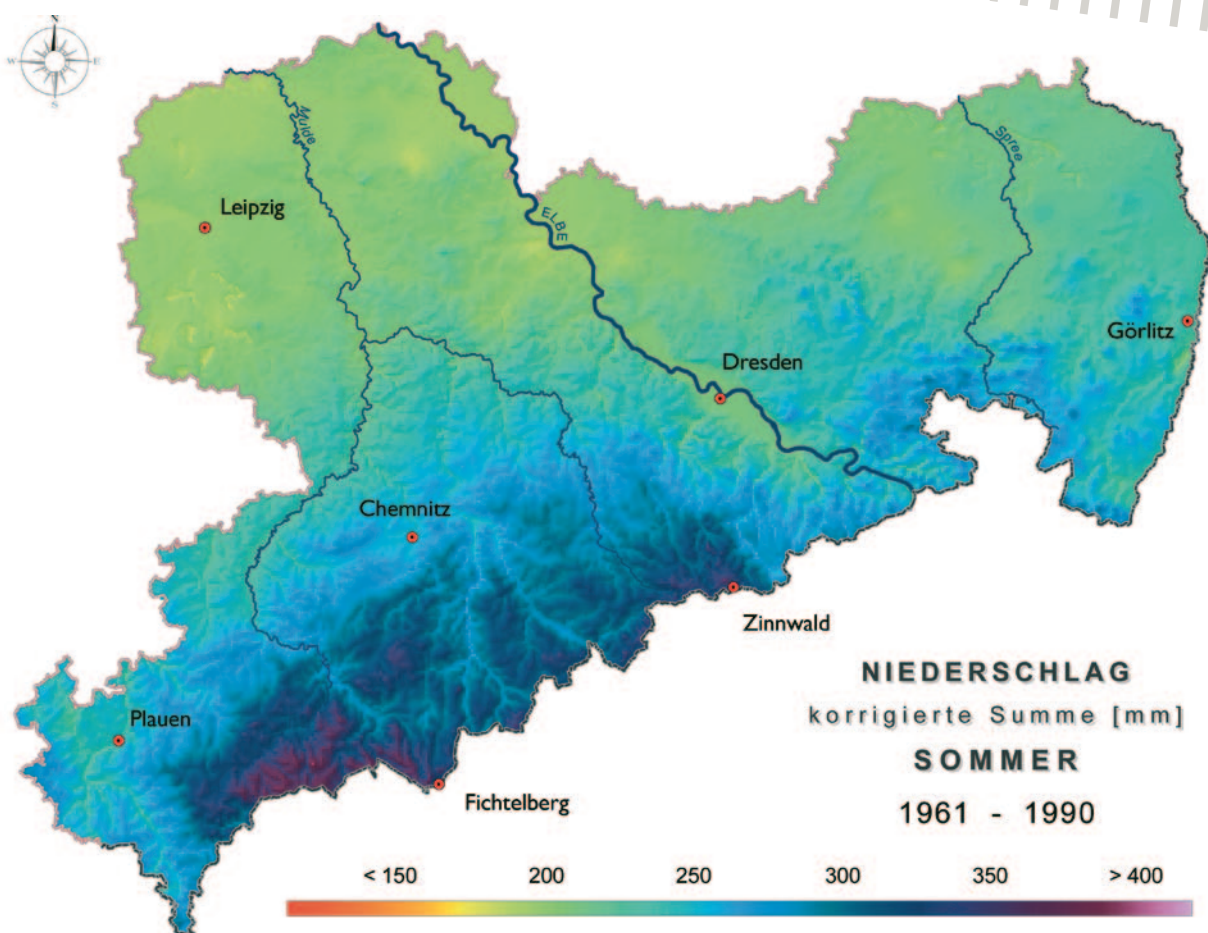 N
W E
S
Mulde
Leipzig
ELBE
Spree
Görlitz
Dresden
Chemnitz
Zinnwald
Plauen
Fichtelberg
NIEDERSCHLAG
korrigierte Summe [mm]
SOMMER
1961 - 1990
< 150 200 250 300 350 > 400